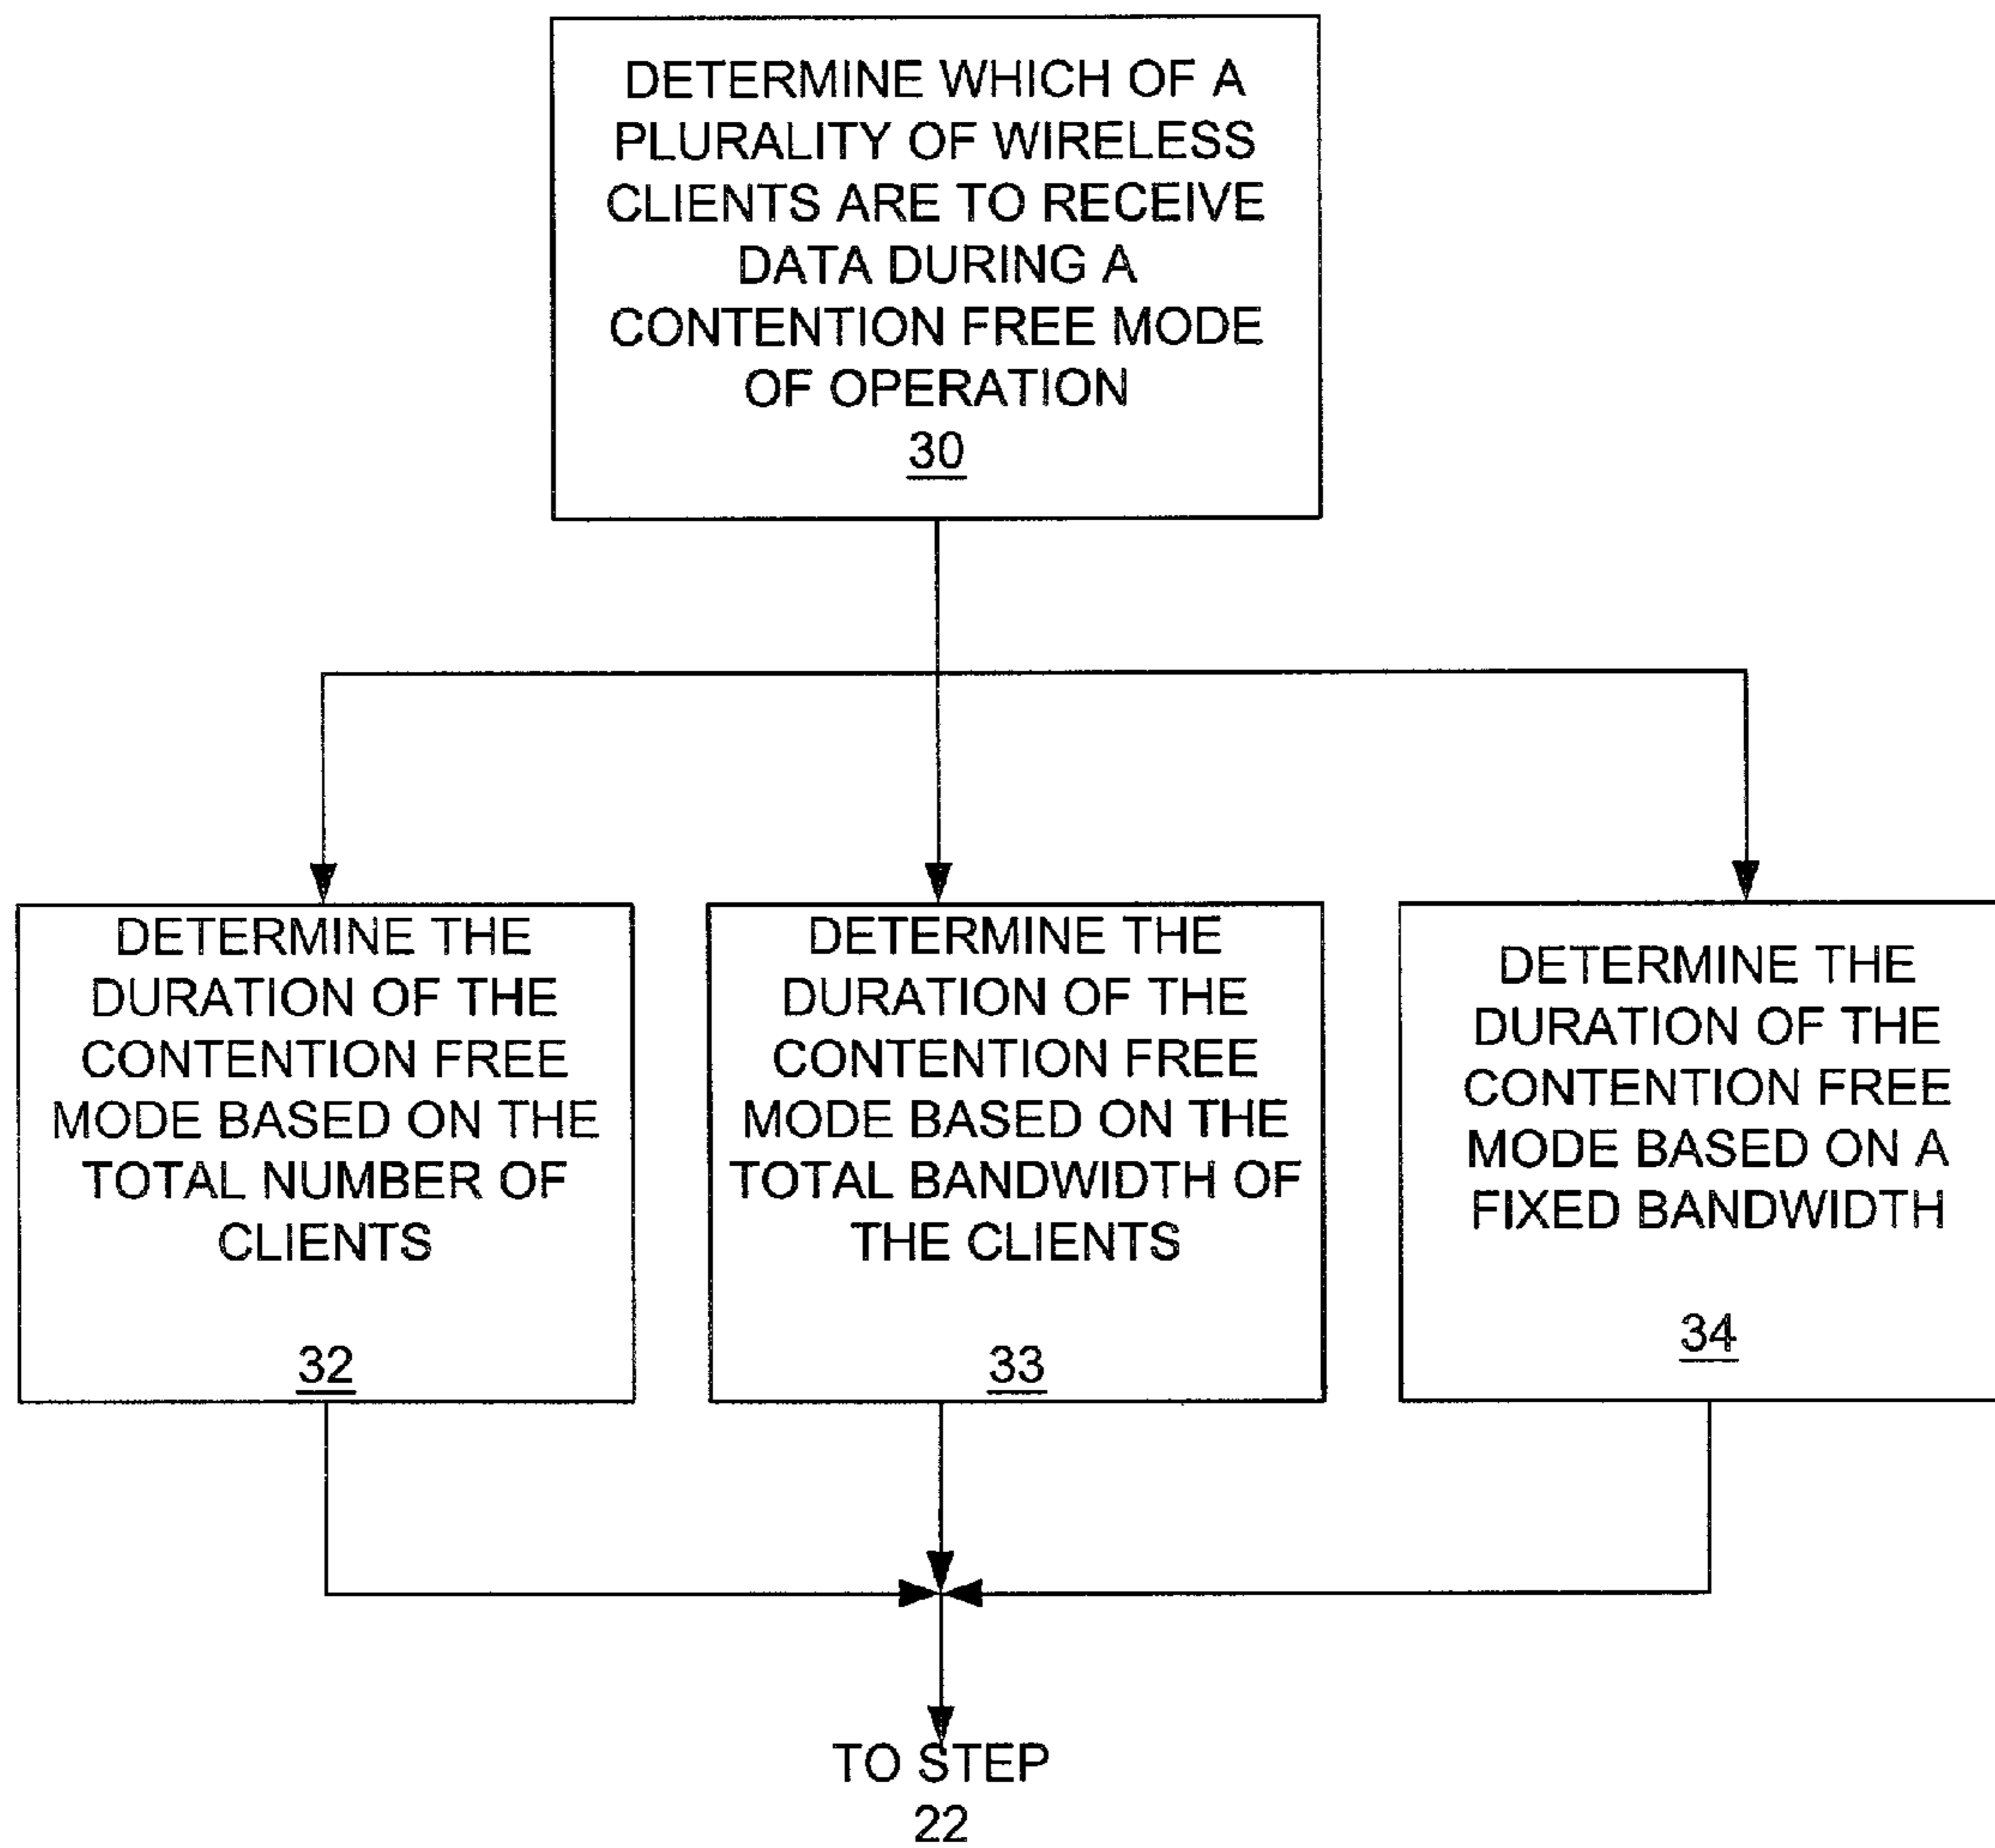 DETERMINE WHICH OF A
PLURALITY OF WIRELESS
CLIENTS ARE TO RECEIVE
DATA DURING A
CONTENTION FREE MODE
OF OPERATION
30
DETERMINE THE
DURATION OF THE
CONTENTION FREE
MODE BASED ON THE
TOTAL NUMBER OF
CLIENTS
32
DETERMINE THE
DURATION OF THE
CONTENTION FREE
MODE BASED ON THE
TOTAL BANDWIDTH OF
THE CLIENTS
33
DETERMINE THE
DURATION OF THE
CONTENTION FREE
MODE BASED ON A
FIXED BANDWIDTH
34
TO STEP
22